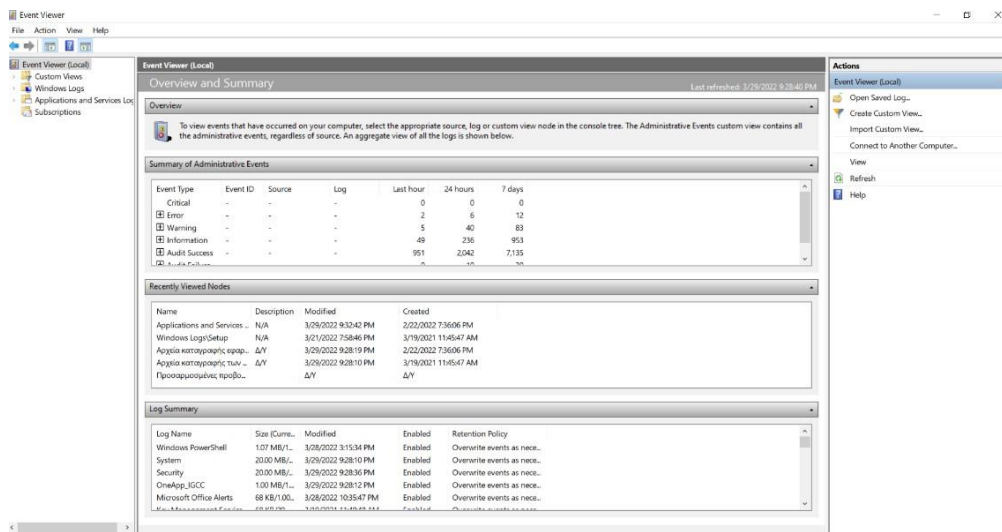 Event Viewer
File Action View Help
Event Viewer (Local)
Custom Views
Windows Logs
Applications and Services Log
Subscriptions
Event Viewer (Local)
Overview and Summary Last refreshed: 3/29/2022 9:28:40 PM
Overview
To view events that have occurred on your computer, select the appropriate source, log or custom view node in the console tree. The Administrative Events custom view contains all
the administrative events, regardless of source. An aggregate view of all the logs is shown below.
Summary of Administrative Events
Event Type Event ID Source Log Last hour 24 hours 7 days
Critical - - - 0 0 0
Error - - - 2 6 12
Warning - - - 5 40 83
Information - - - 49 236 953
Audit Success - - - 951 2,042 7,135
Recently Viewed Nodes
Name Description Modified Created
Applications and Services ... N/A 3/29/2022 9:32:42 PM 2/22/2022 7:36:06 PM
Windows Logs\Setup N/A 3/21/2022 7:58:46 PM 3/19/2021 11:45:47 AM
Αρχεία καταγραφής εφαρ... Δ/Υ 3/29/2022 9:28:19 PM 2/22/2022 7:36:06 PM
Αρχεία καταγραφής των ... Δ/Υ 3/29/2022 9:28:10 PM 3/19/2021 11:45:47 AM
Προσαρμοσμένες προβο... Δ/Υ Δ/Υ
Log Summary
Log Name Size (Curre... Modified Enabled Retention Policy
Windows PowerShell 1.07 MB/1... 3/28/2022 3:15:34 PM Enabled Overwrite events as nece...
System 20.00 MB/... 3/29/2022 9:28:10 PM Enabled Overwrite events as nece...
Security 20.00 MB/... 3/29/2022 9:28:36 PM Enabled Overwrite events as nece...
OneApp_IGCC 1.00 MB/1... 3/29/2022 9:28:12 PM Enabled Overwrite events as nece...
Microsoft Office Alerts 68 KB/1.00... 3/28/2022 10:35:47 PM Enabled Overwrite events as nece...
Actions
Event Viewer (Local)
Open Saved Log...
Create Custom View...
Import Custom View...
Connect to Another Computer...
View
Refresh
Help